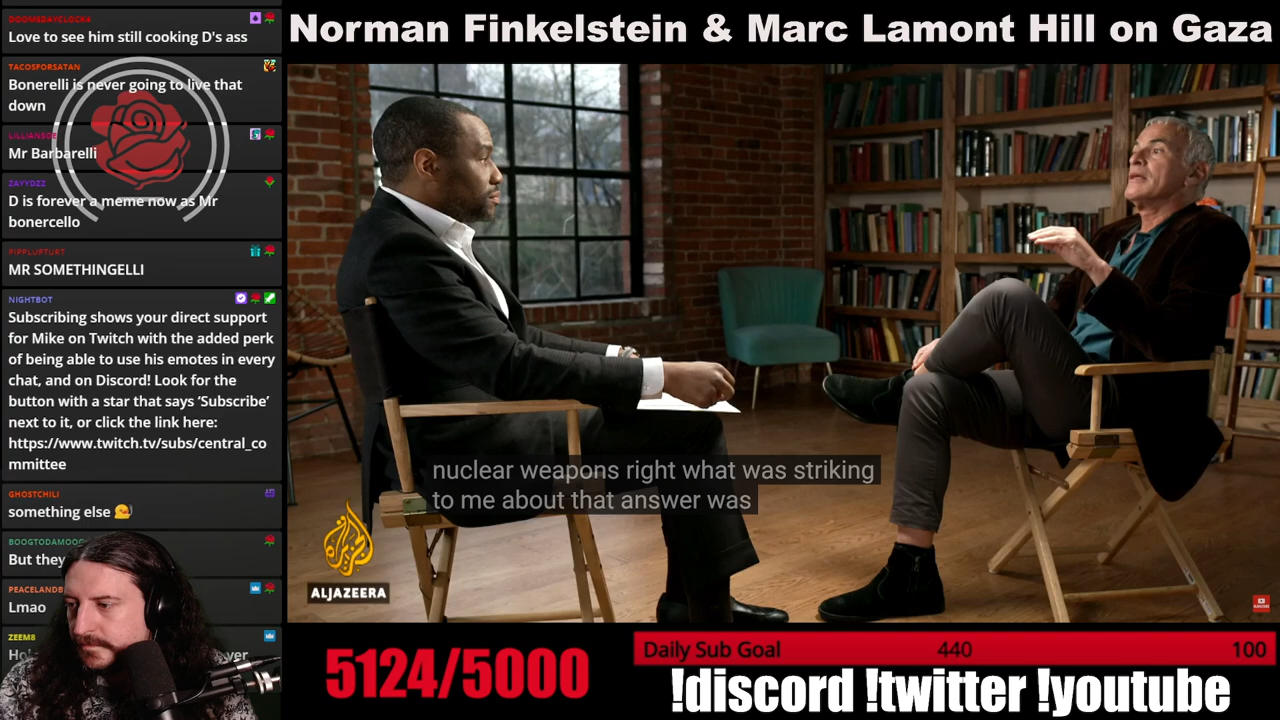 DOOMSDAYCLOCK4
Love to see him still cooking D's ass
TACOSFORSATAN
Bonerelli is never going to live that
down
Mr Barbarelli
ZAYYDZZ
D is forever a meme now as Mr
bonercello
PIPPLUFTURT
MR SOMETHINGELLI
NIGHTBOT
Subscribing shows your direct support
for Mike on Twitch with the added perk
of being able to use his emotes in every
chat, and on Discord! Look for the
button with a star that says ‘Subscribe’
next to it, or click the link here:
https://www.twitch.tv/subs/central_co
mmittee
GHOSTCHILI
something else
But they
Lmao
ZEEM8
Norman Finkelstein & Marc Lamont Hill on Gaza
nuclear weapons right what was striking
to me about that answer was
ALJAZEERA
5124/5000
Daily Sub Goal 440 100
!discord !twitter !youtube